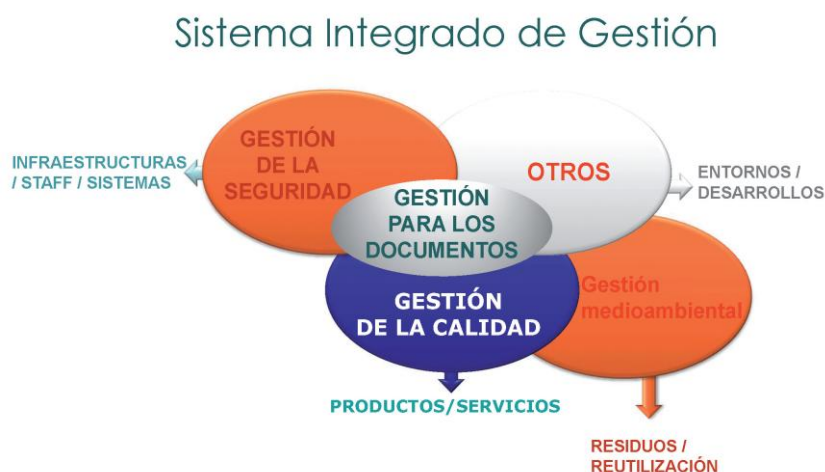 Sistema Integrado de Gestión
GESTIÓN
DE LA
SEGURIDAD
INFRAESTRUCTURAS
/ STAFF / SISTEMAS
OTROS
ENTORNOS /
DESARROLLOS
GESTIÓN
PARA LOS
DOCUMENTOS
GESTIÓN
DE LA CALIDAD
Gestión
medioambiental
PRODUCTOS/SERVICIOS
RESIDUOS /
REUTILIZACIÓN